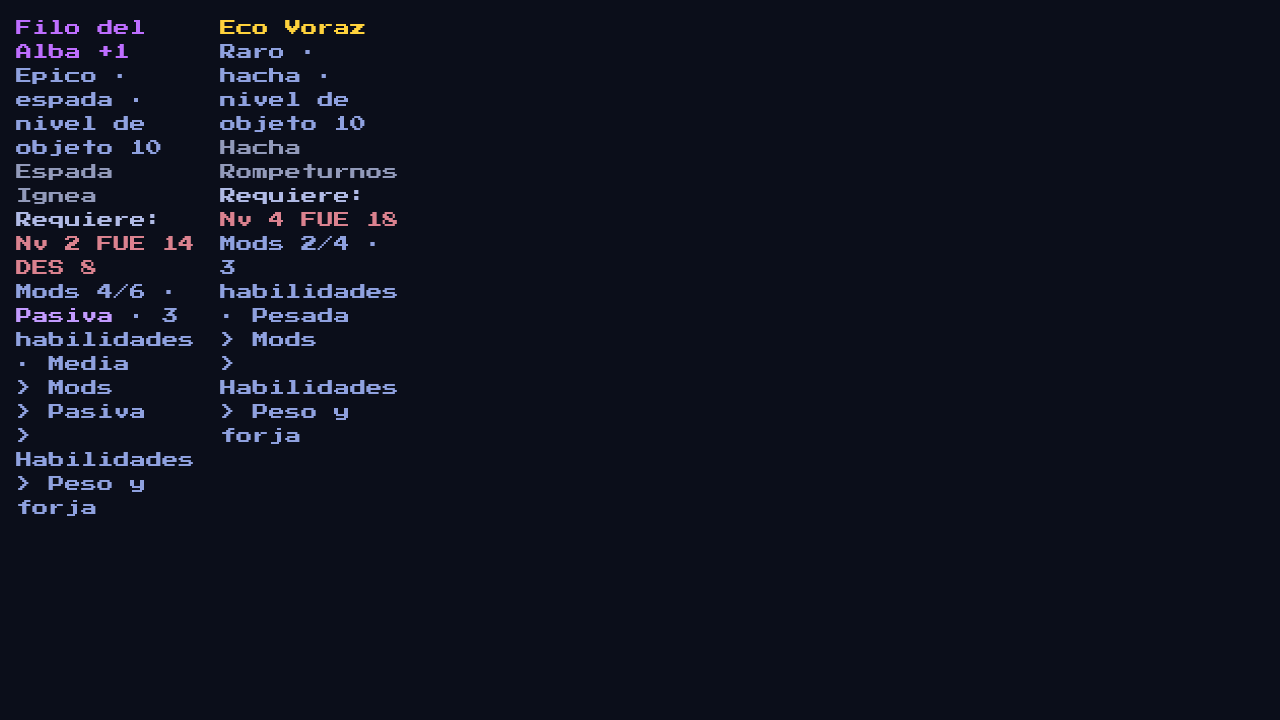 Filo del
Alba +1
Epico ·
espada ·
nivel de
objeto 10
Espada
Ignea
Requiere:
Nv 2 FUE 14
DES 8
Mods 4/6 ·
Pasiva · 3
habilidades
· Media
> Mods
> Pasiva
>
Habilidades
> Peso y
forja
Eco Voraz
Raro ·
hacha ·
nivel de
objeto 10
Hacha
Rompeturnos
Requiere:
Nv 4 FUE 18
Mods 2/4 ·
3
habilidades
· Pesada
> Mods
>
Habilidades
> Peso y
forja